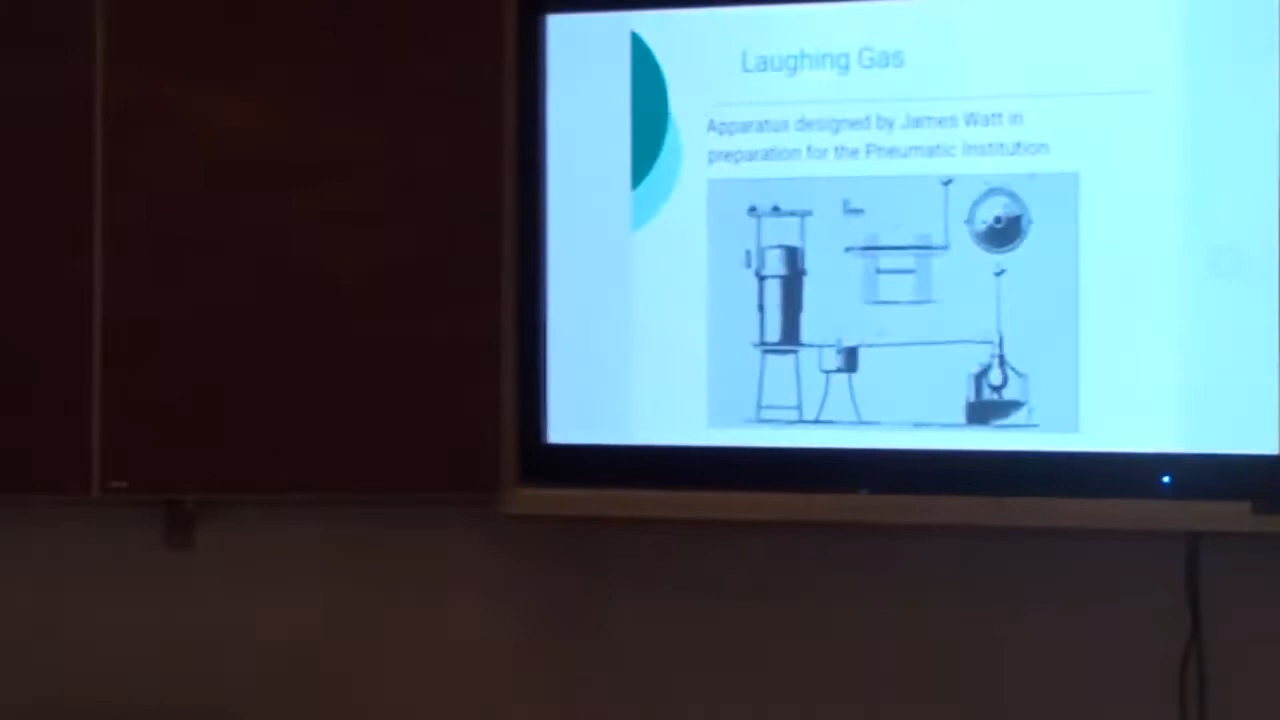 Laughing Gas
Apparatus designed by James Watt in
preparation for the Pneumatic Institution